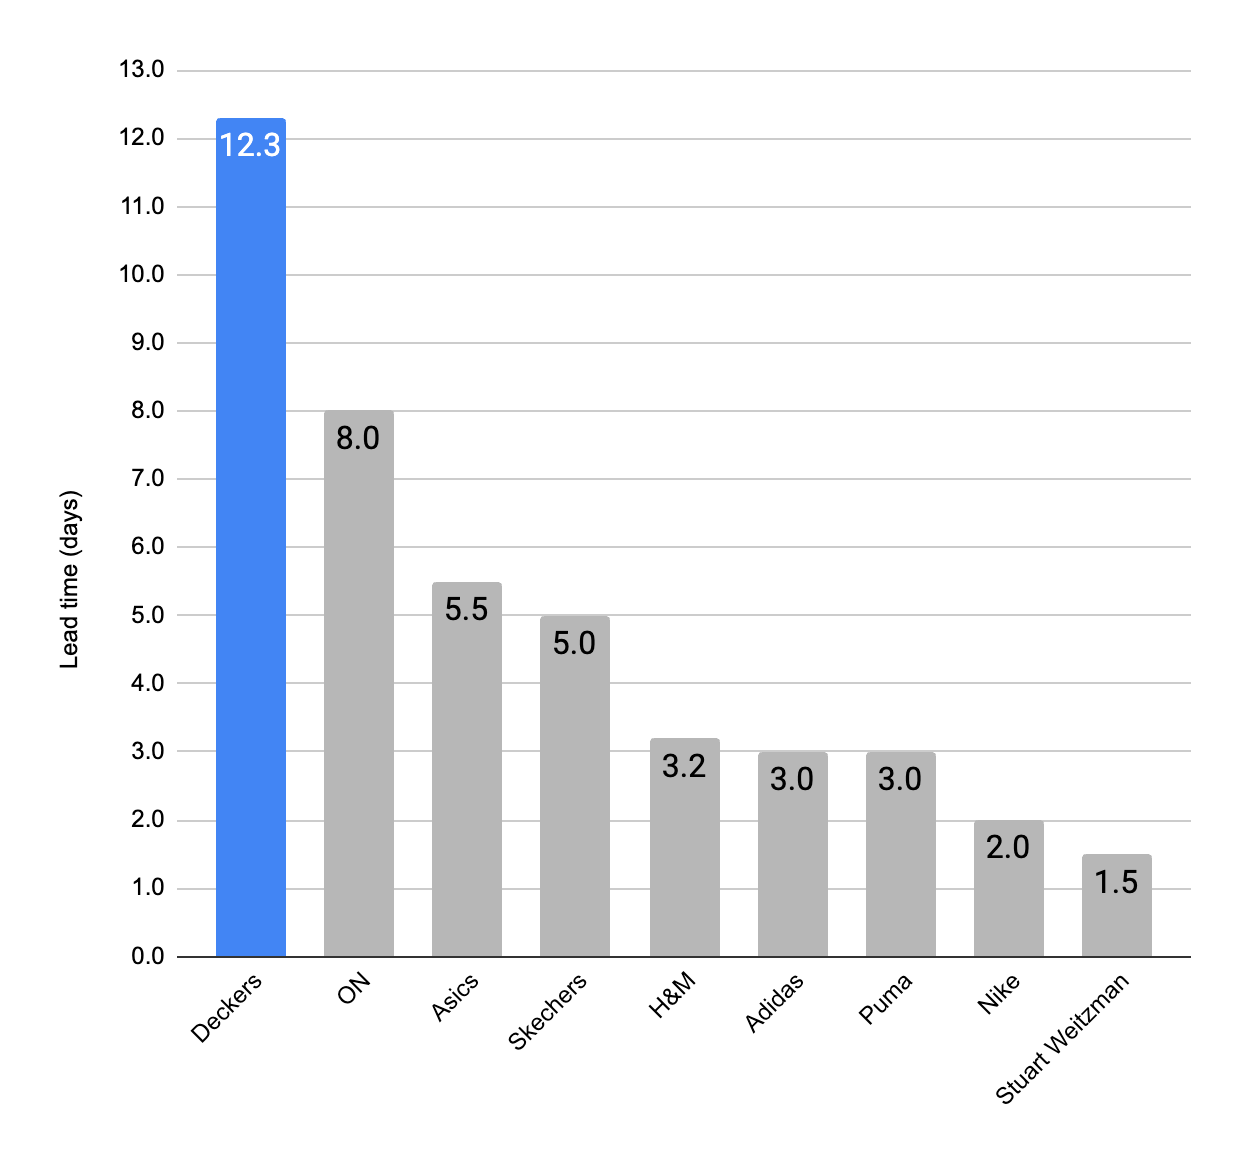 13.0
12.0
11.0
10.0
9.0
8.0
7.0
6.0
5.0
4.0
3.0
2.0
1.0
0.0
Lead time (days)
12.3
8.0
5.5
5.0
3.2
3.0
3.0
2.0
1.5
Deckers
ON
Asics
Skechers
H&M
Adidas
Puma
Nike
Stuart Weitzman